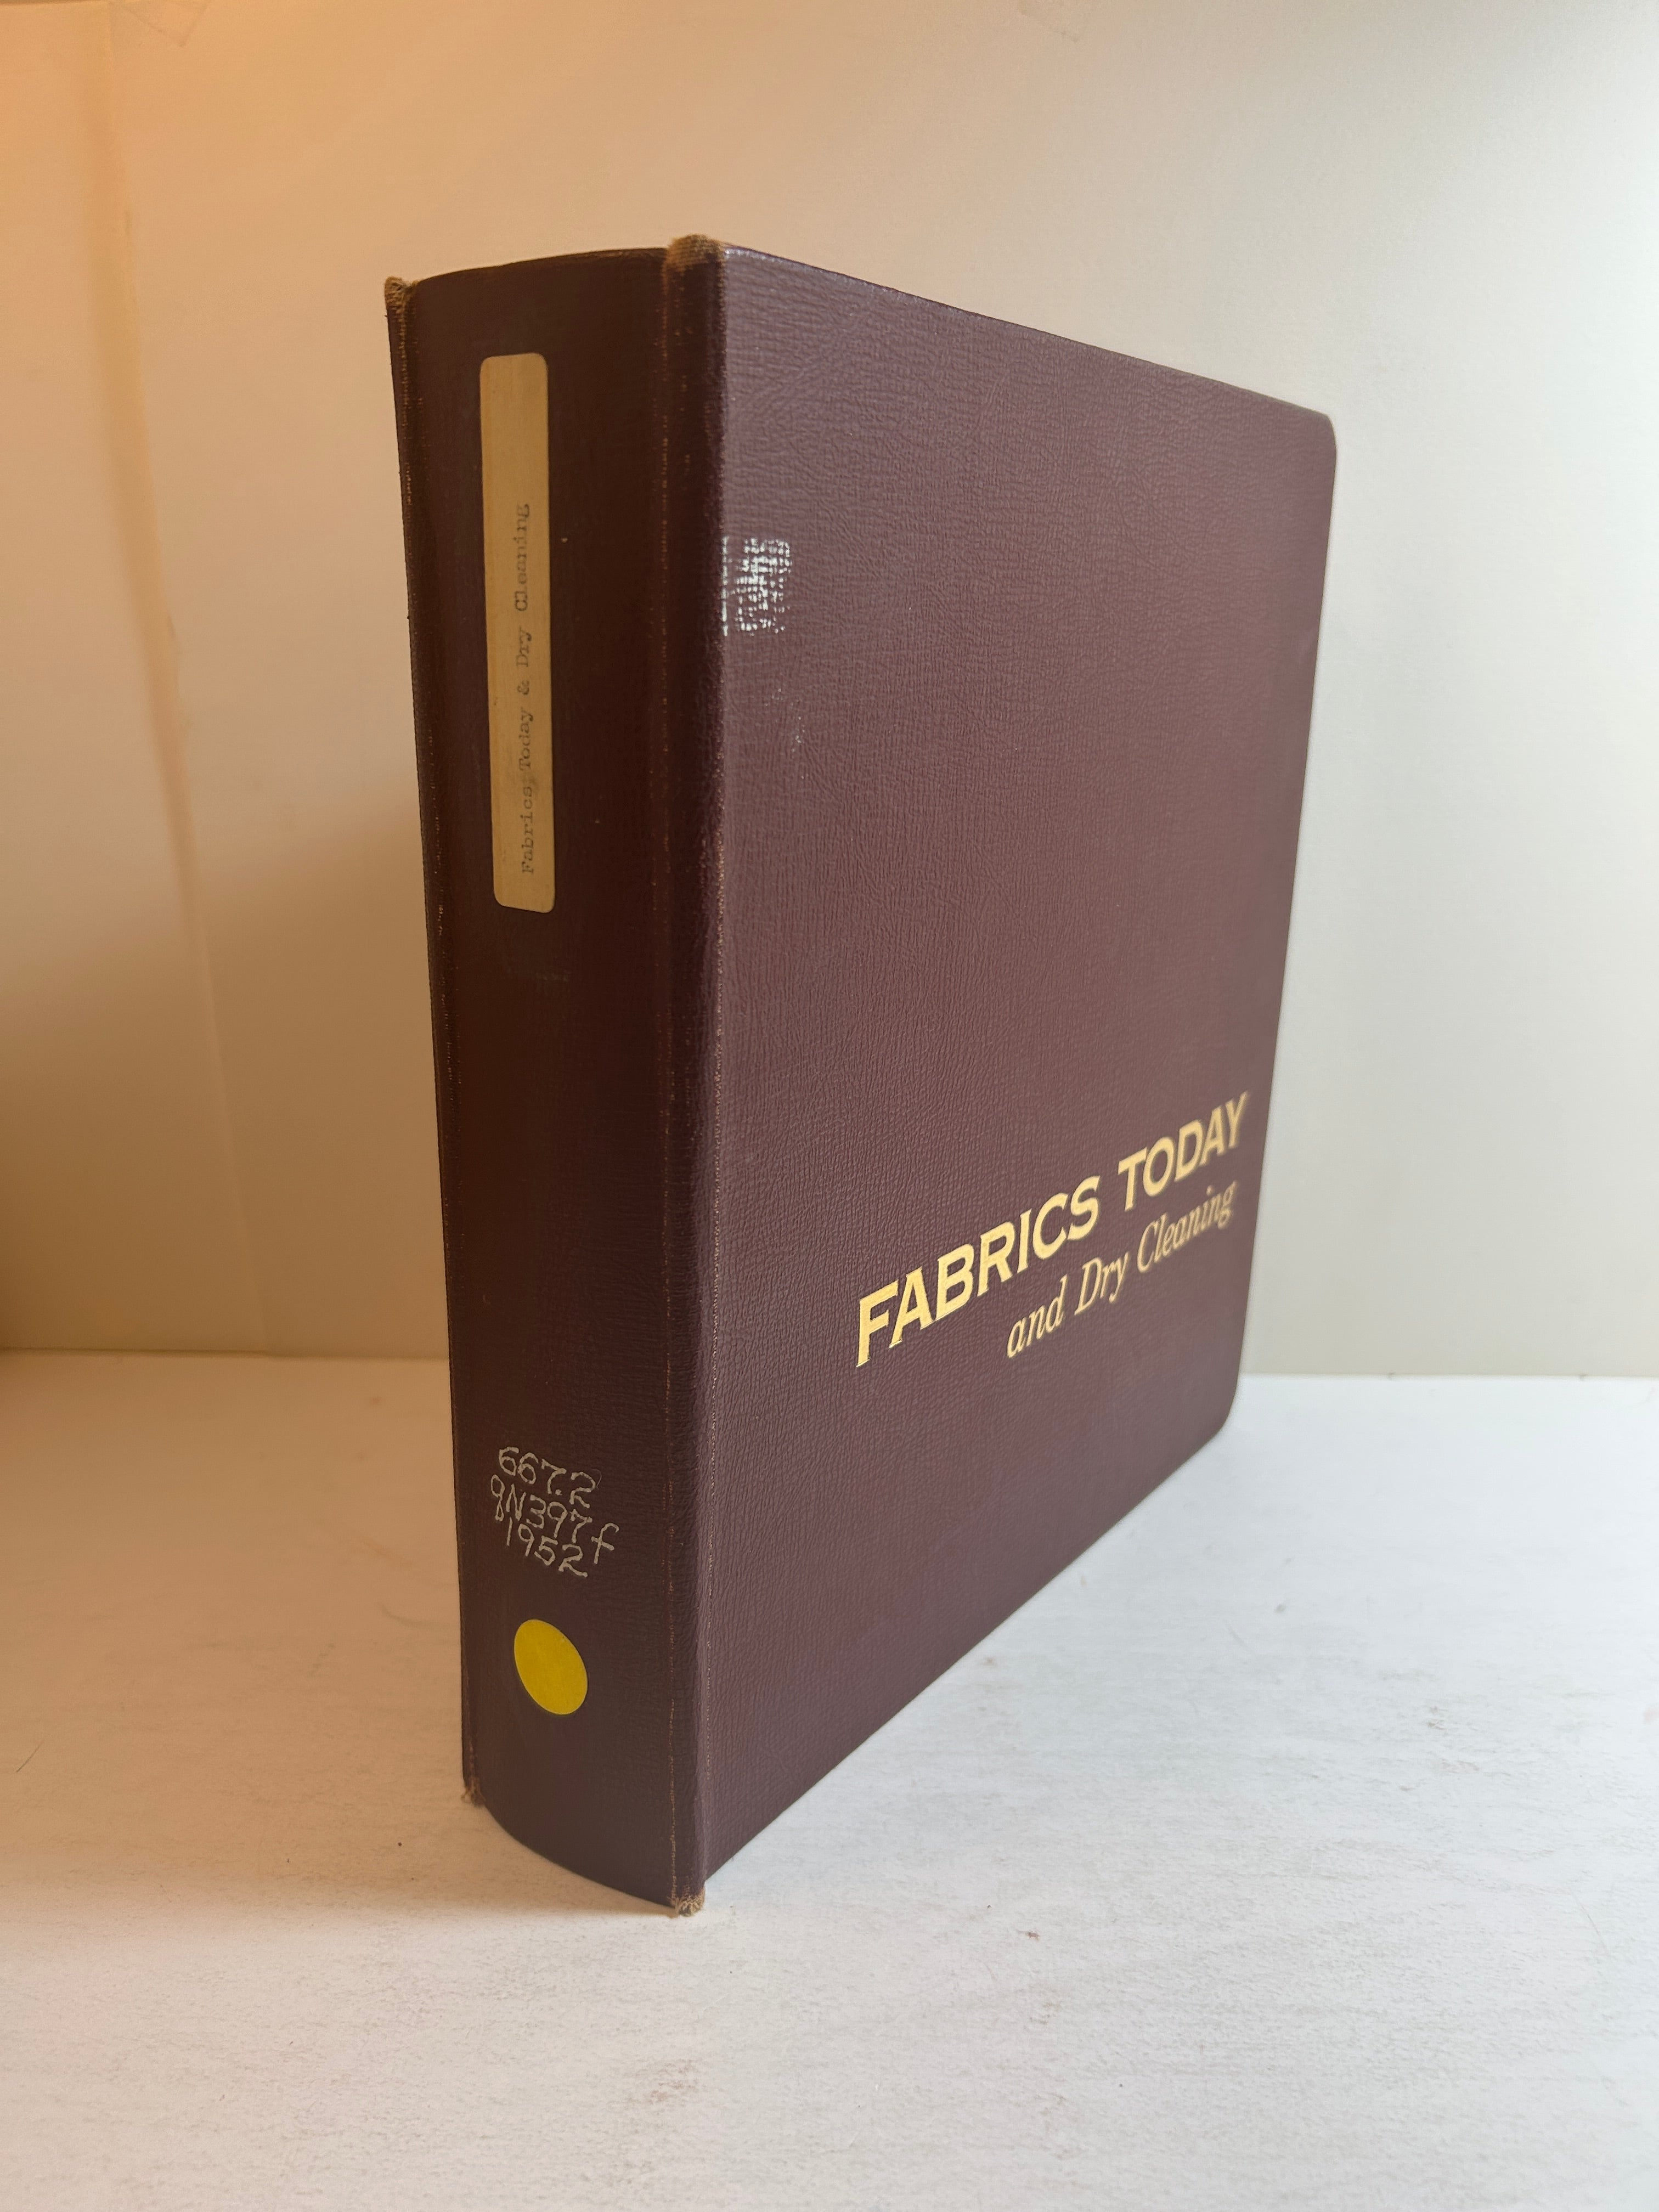 Fabrics Today & Dry Cleaning
FABRICS TODAY
and Dry Cleaning
667.2
qN397f
1952